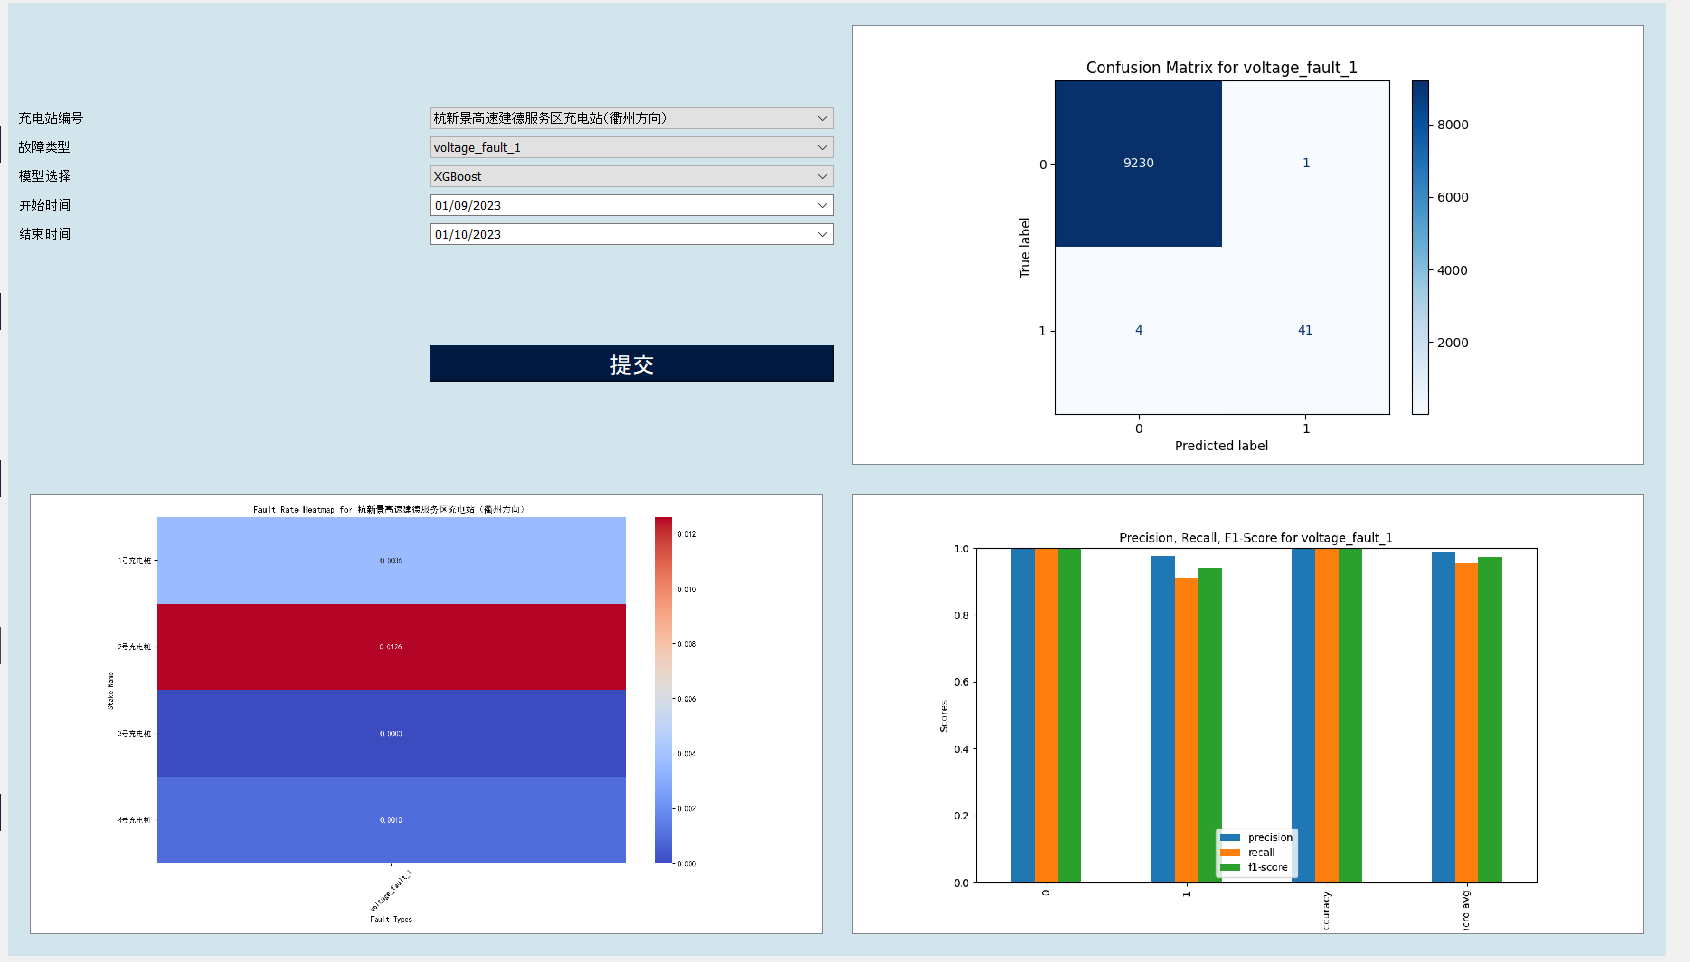 充电站编号
杭新景高速建德服务区充电站(衢州方向)
故障类型
voltage_fault_1
模型选择
XGBoost
开始时间
01/09/2023
结束时间
01/10/2023
提交
Confusion Matrix for voltage_fault_1
9230
1
4
41
0
1
True label
0
1
Predicted label
8000
6000
4000
2000
Fault Rate Heatmap for 杭新景高速建德服务区充电站(衢州方向)
1号充电桩
2号充电桩
3号充电桩
4号充电桩
0.0036
0.0126
0.0000
0.0010
Stake Name
voltage_fault_1
Fault Types
0.012
0.010
0.008
0.006
0.004
0.002
0.000
Precision, Recall, F1-Score for voltage_fault_1
1.0
0.8
0.6
0.4
0.2
0.0
Scores
precision
recall
f1-score
0
1
ccuracy
cro avg